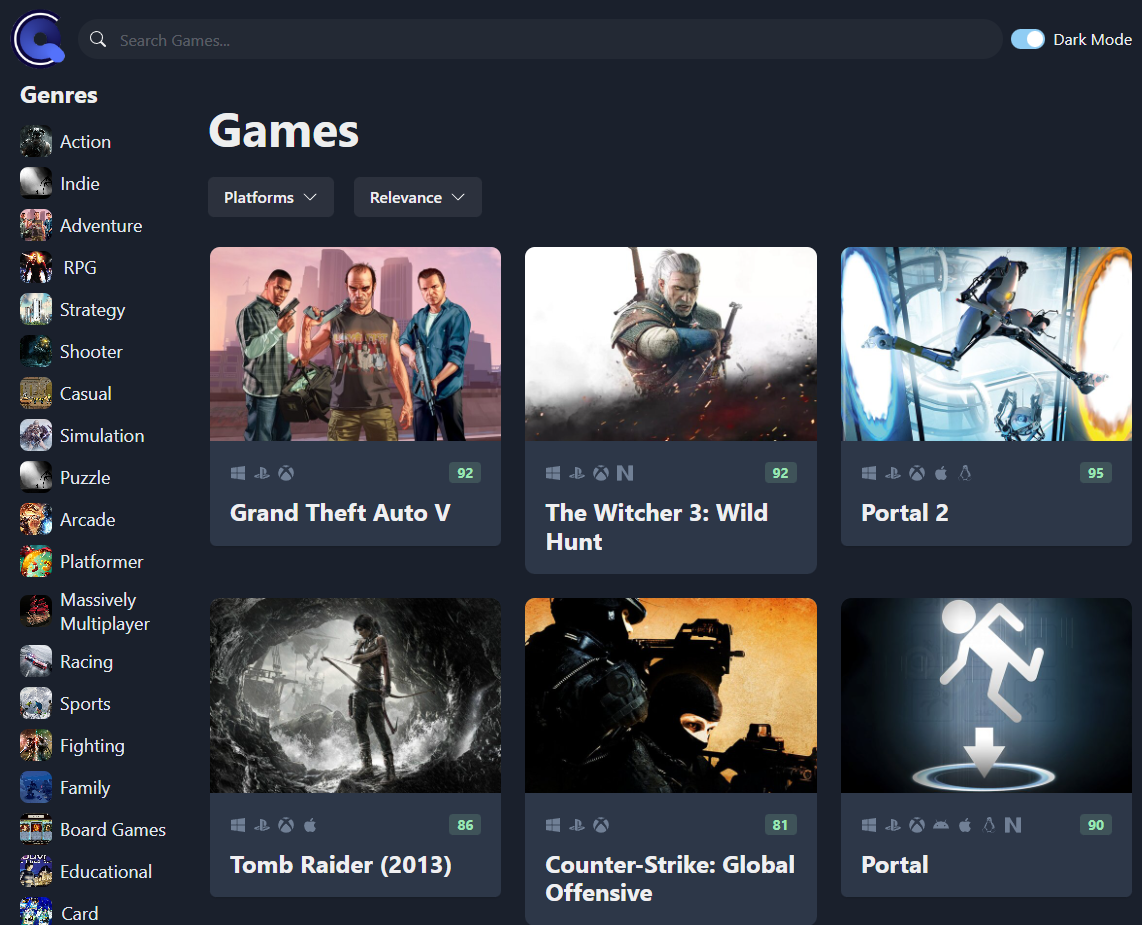 Search Games...
Dark Mode
Genres
Action
Indie
Adventure
RPG
Strategy
Shooter
Casual
Simulation
Puzzle
Arcade
Platformer
Massively
Multiplayer
Racing
Sports
Fighting
Family
Board Games
Educational
Card
Games
Platforms
Relevance
92
Grand Theft Auto V
92
The Witcher 3: Wild
Hunt
95
Portal 2
86
Tomb Raider (2013)
81
Counter-Strike: Global
Offensive
90
Portal